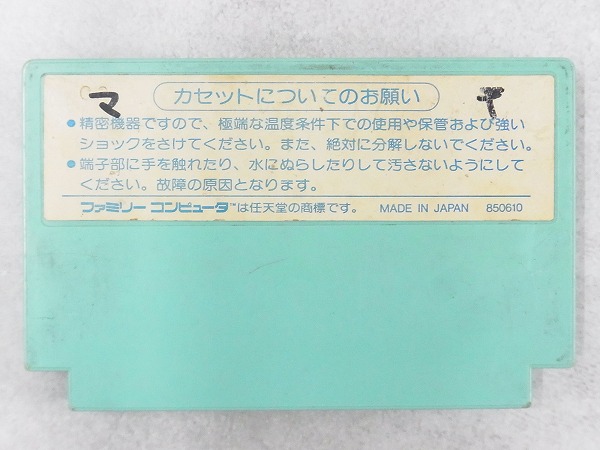 マ
カセットについてのお願い
●精密機器ですので、極端な温度条件下での使用や保管および強い
ショックをさけてください。また、絶対に分解しないでください。
●端子部に手を触れたり、水にぬらしたりして汚さないようにして
ください。故障の原因となります。
ファミリー コンピュータ™は任天堂の商標です。 MADE IN JAPAN 850610